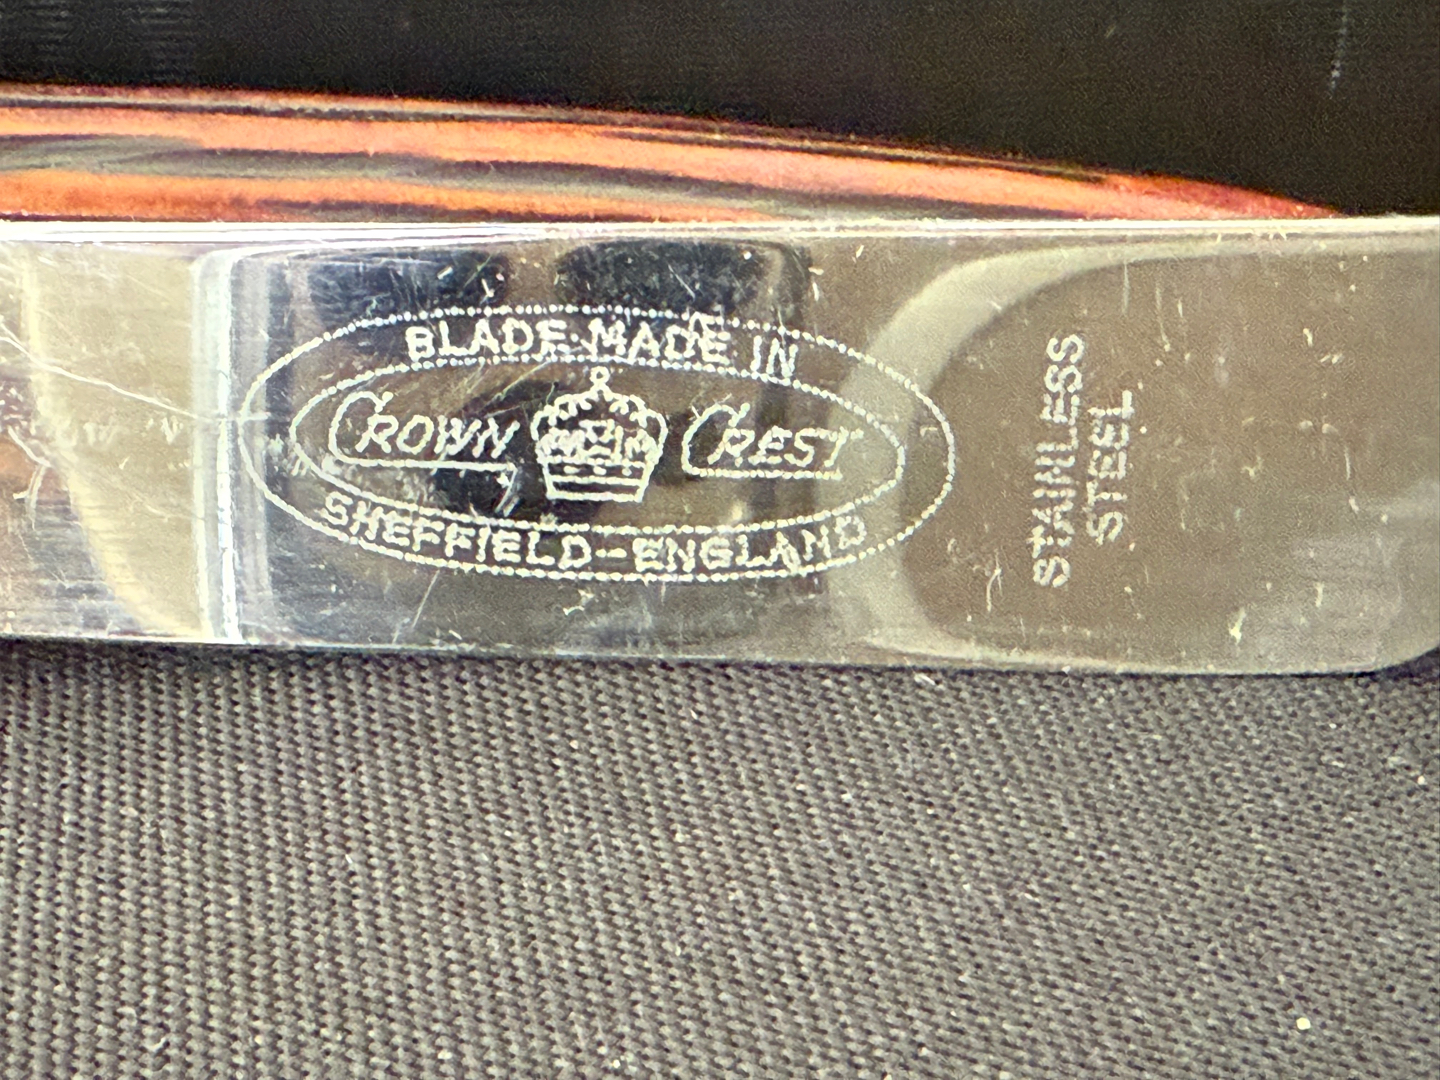 BLADE MADE IN
CROWN CREST
SHEFFIELD-ENGLAND
STAINLESS
STEEL